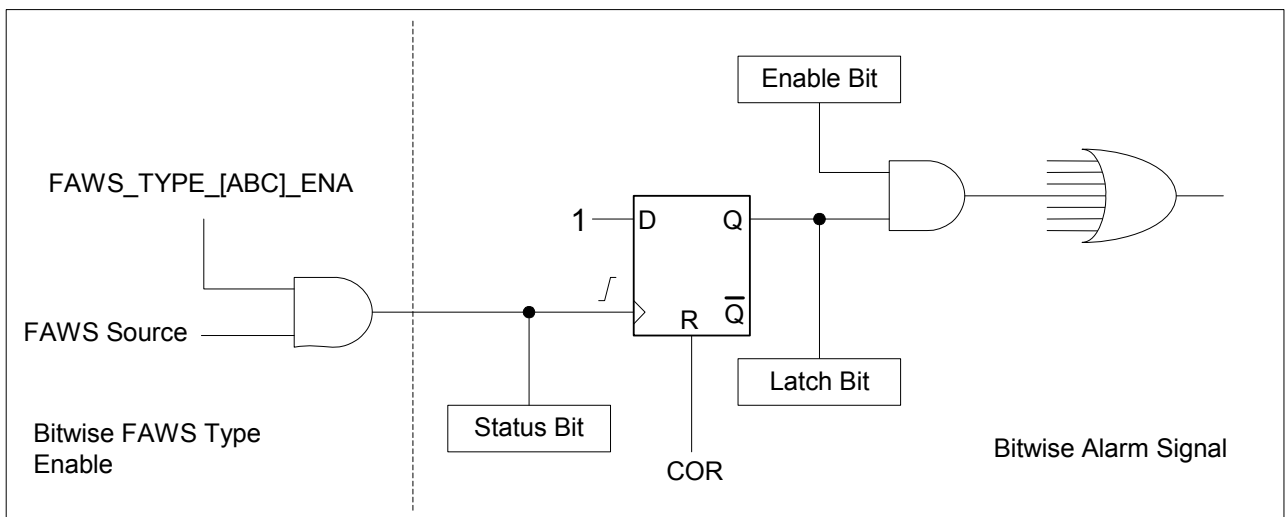 Enable Bit
FAWS_TYPE_[ABC]_ENA
1
D
Q
FAWS Source
R
Q̅
Latch Bit
Status Bit
Bitwise FAWS Type
Enable
COR
Bitwise Alarm Signal